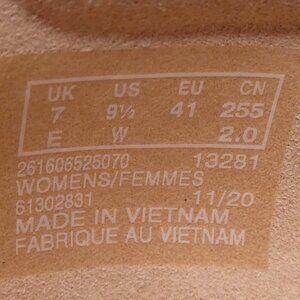 UK US EU CN
7 9½ 41 255
E W 2.0
261606525070 13281
WOMENS/FEMMES
61302831 11/20
MADE IN VIETNAM
FABRIQUE AU VIETNAM